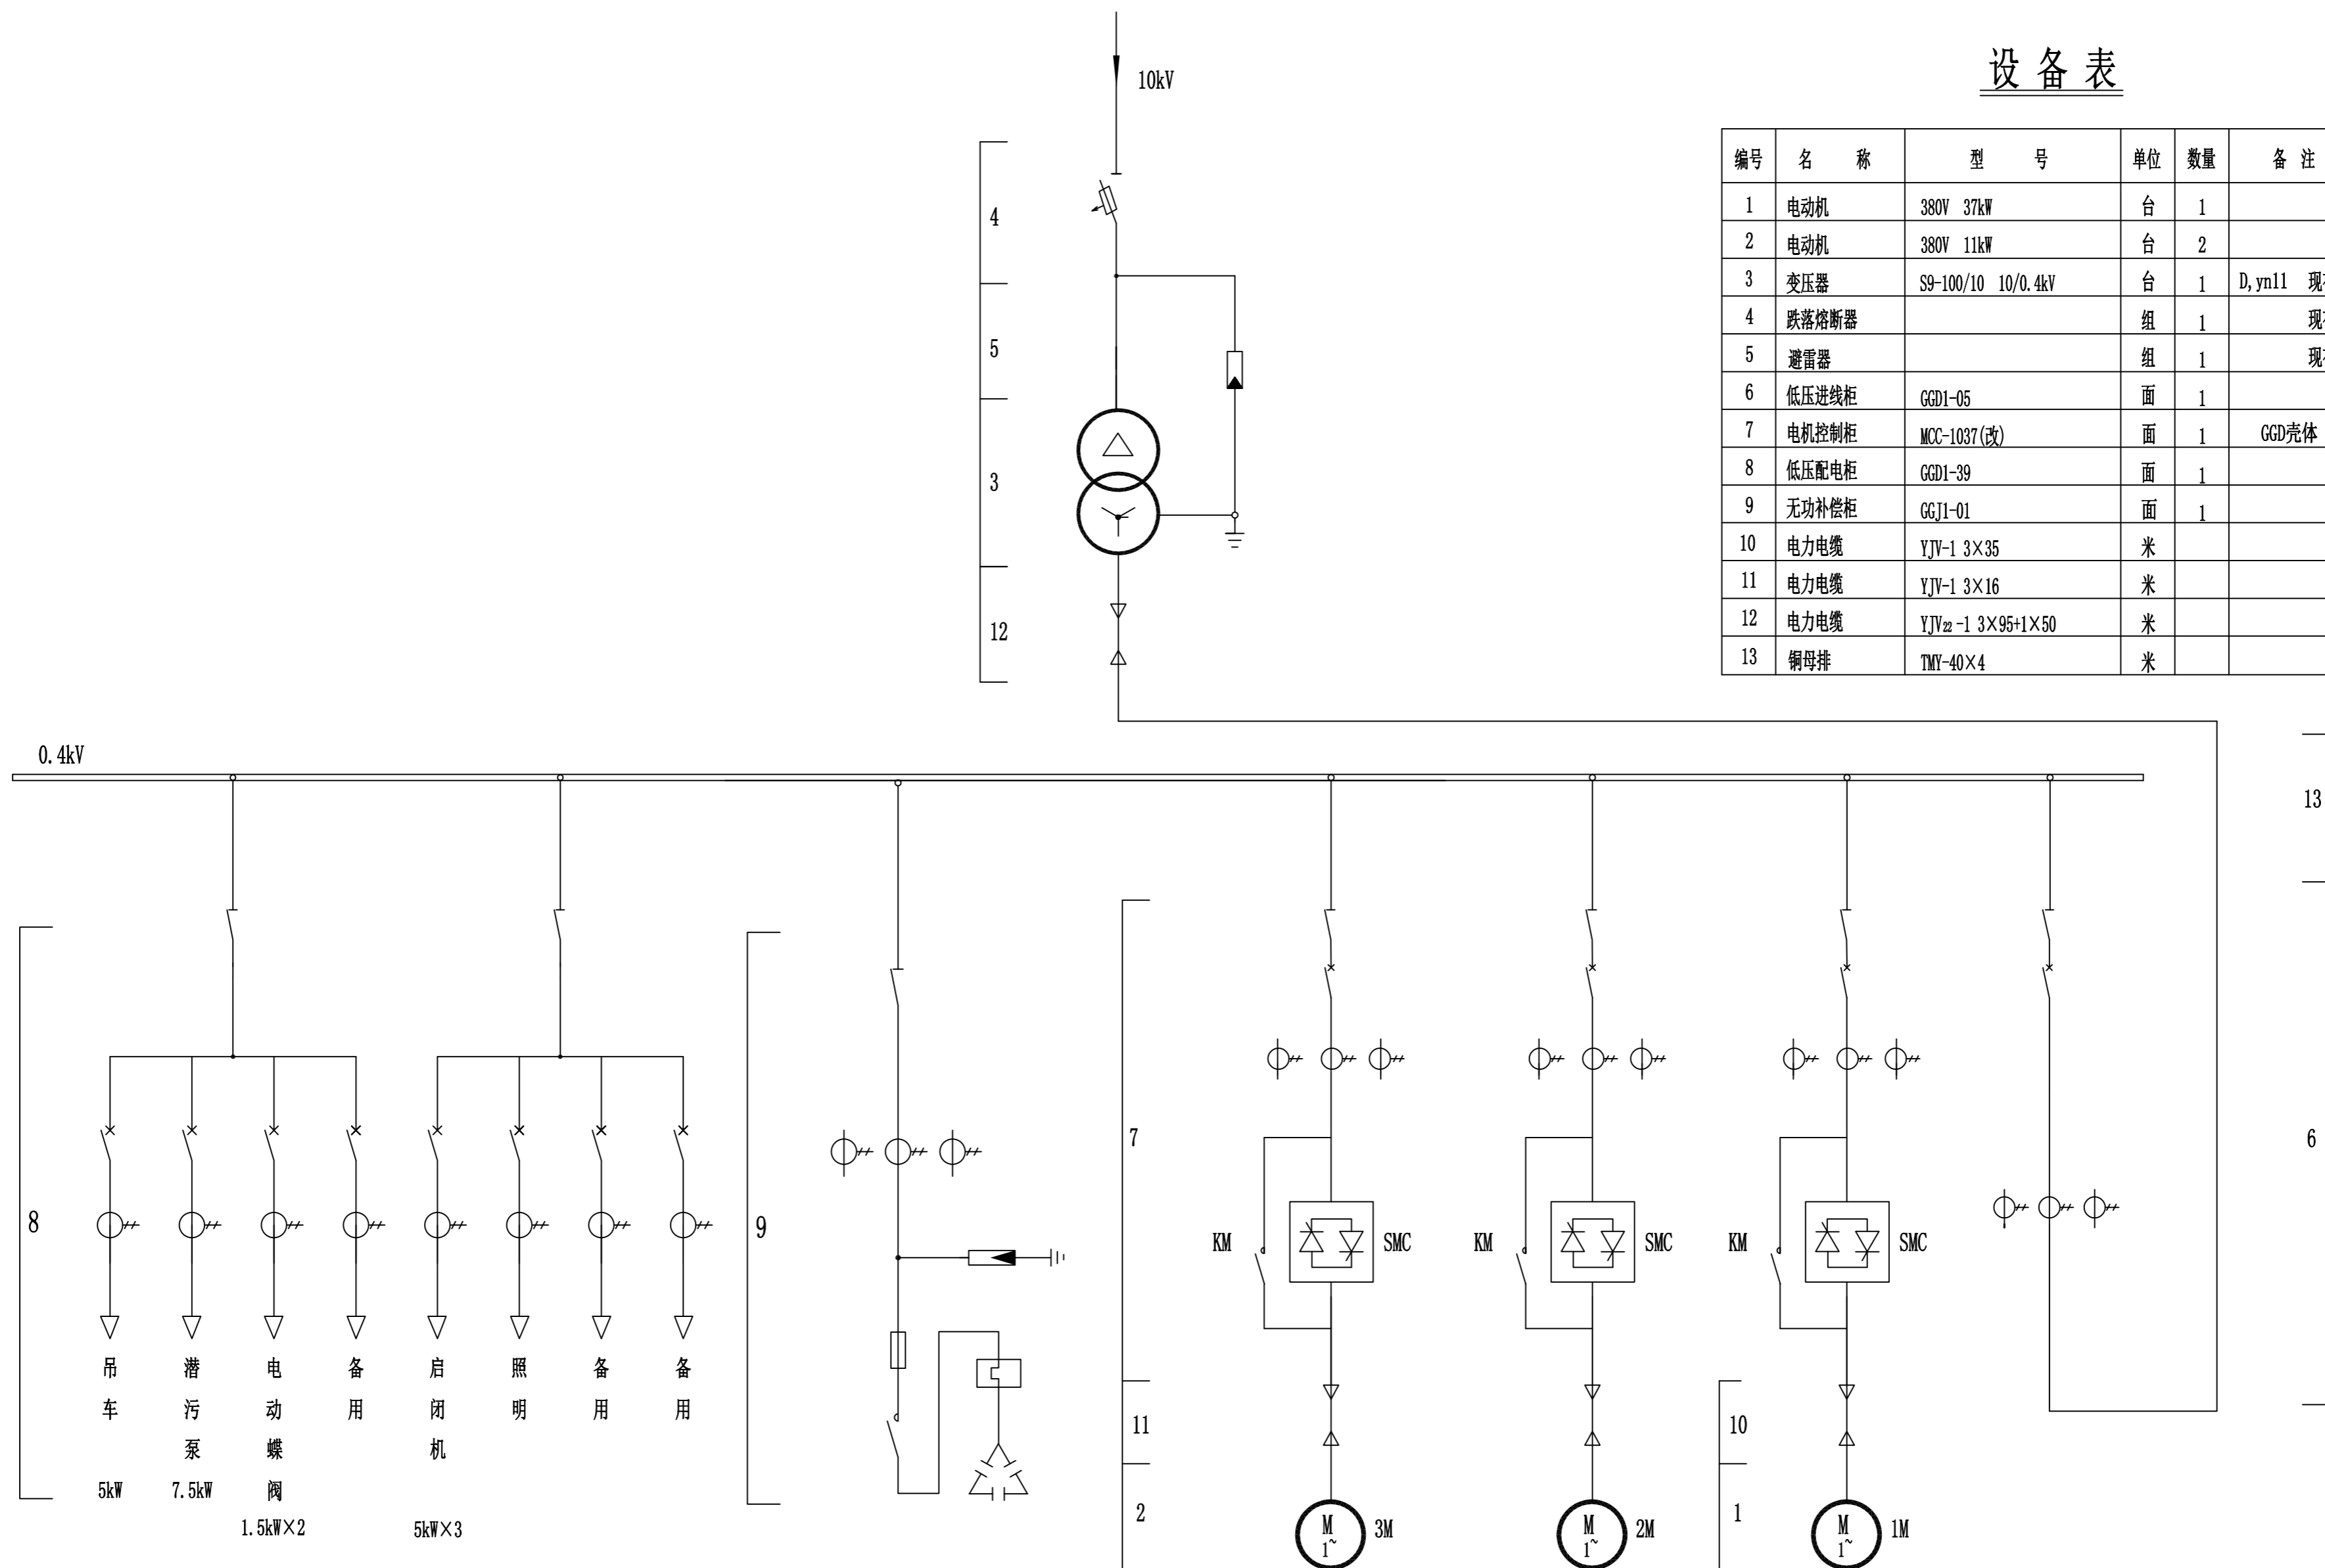 10kV
设备表
编号 名称 型号 单位 数量 备注
1 电动机 380V 37kW 台 1
2 电动机 380V 11kW 台 2
3 变压器 S9-100/10 10/0.4kV 台 1 D,yn11 现
4 跌落熔断器 组 1 现
5 避雷器 组 1 现
6 低压进线柜 GGD1-05 面 1
7 电机控制柜 MCC-1037(改) 面 1 GGD壳体
8 低压配电柜 GGD1-39 面 1
9 无功补偿柜 GGJ1-01 面 1
10 电力电缆 YJV-1 3×35 米
11 电力电缆 YJV-1 3×16 米
12 电力电缆 YJV22-1 3×95+1×50 米
13 铜母排 TMY-40×4 米
4
5
3
12
0.4kV
13
8
9
7
6
KM SMC
KM SMC
KM SMC
吊车
5kW
潜污泵
7.5kW
电动蝶阀
1.5kW×2
备用
启闭机
5kW×3
照明
备用
备用
11
10
2
1
M
1~
3M
M
1~
2M
M
1~
1M